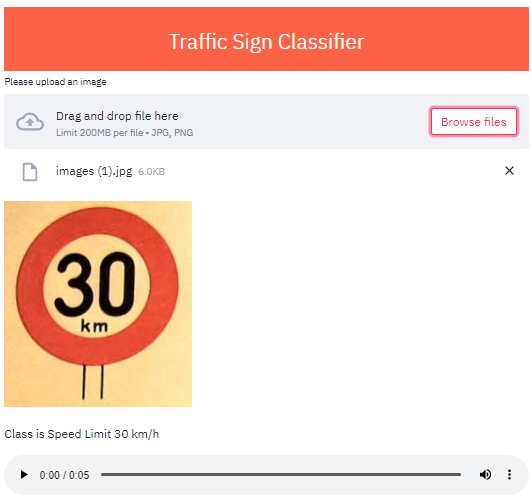 Traffic Sign Classifier
Please upload an image
Drag and drop file here
Limit 200MB per file • JPG, PNG
Browse files
images (1).jpg 6.0KB
30
km
Class is Speed Limit 30 km/h
0:00 / 0:05